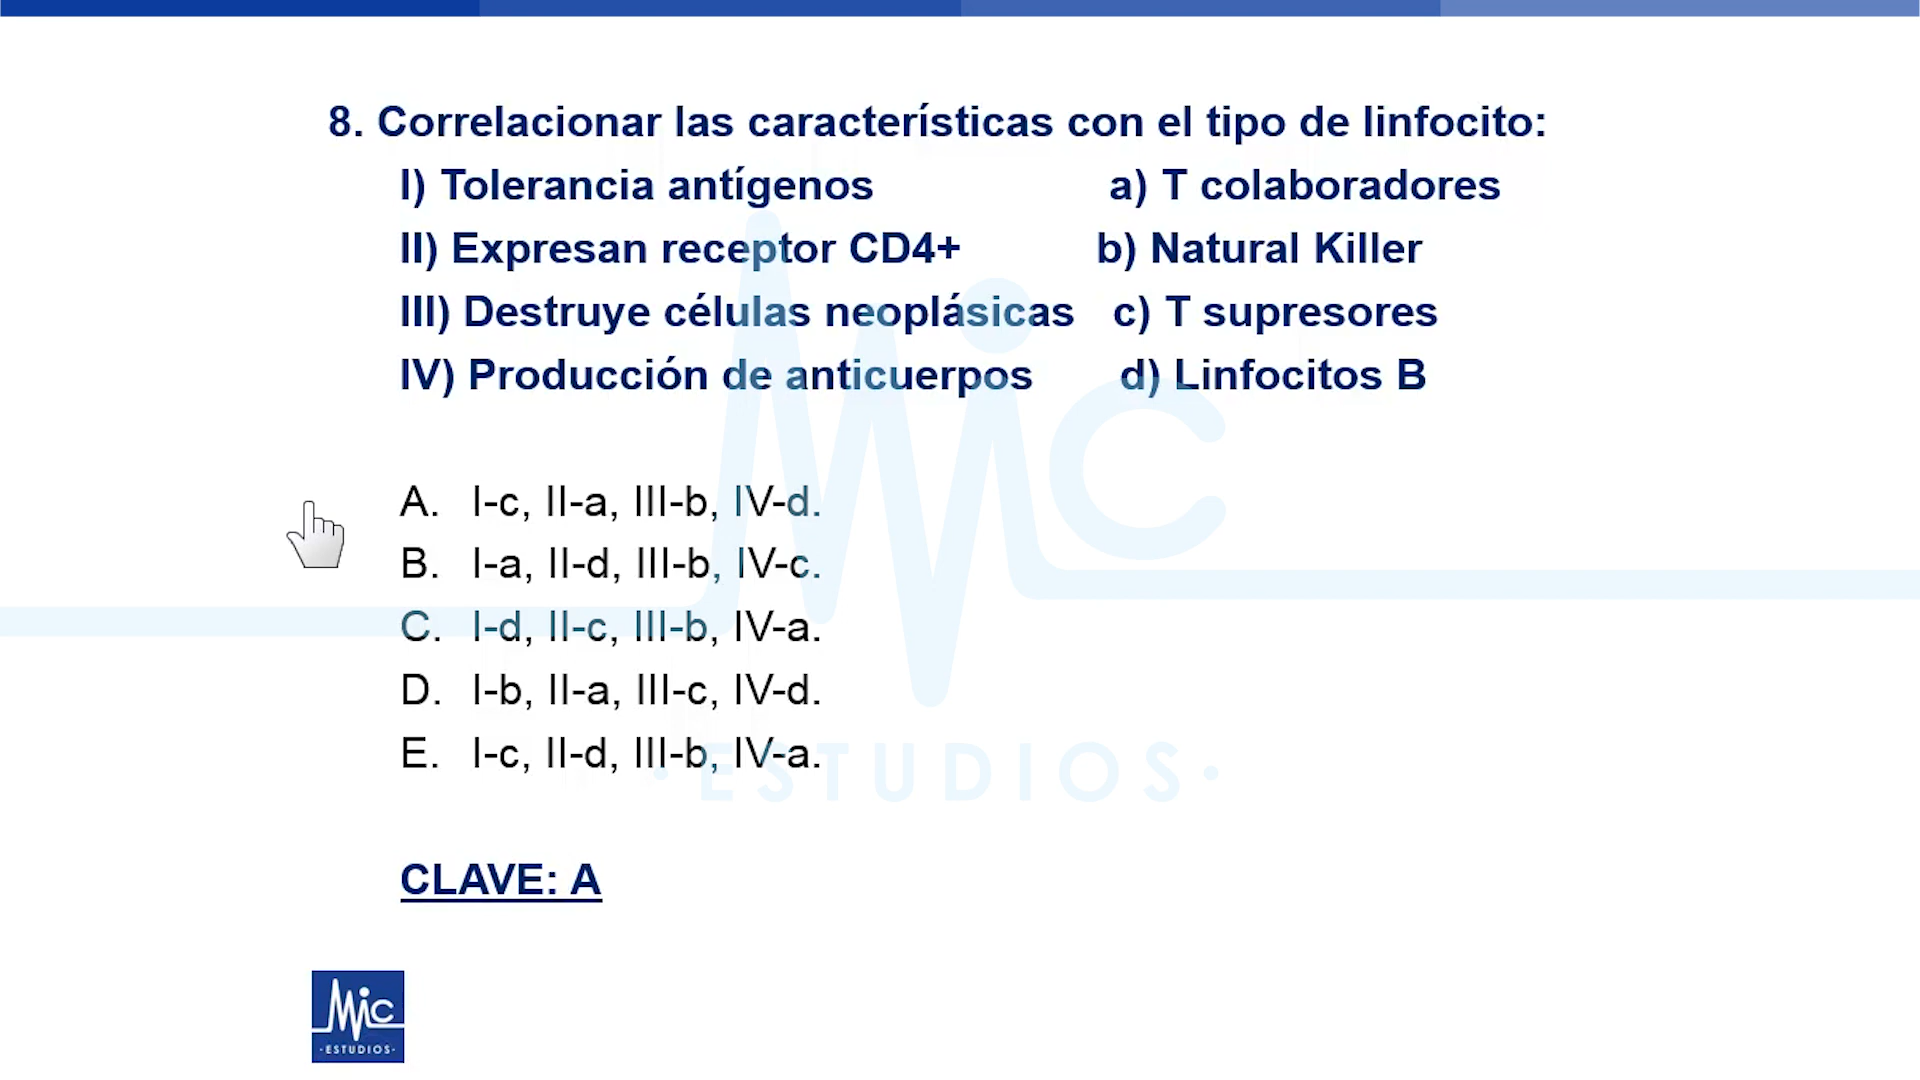 8. Correlacionar las características con el tipo de linfocito:
I) Tolerancia antígenos a) T colaboradores
II) Expresan receptor CD4+ b) Natural Killer
III) Destruye células neoplásicas c) T supresores
IV) Producción de anticuerpos d) Linfocitos B
A. I-c, II-a, III-b, IV-d.
B. I-a, II-d, III-b, IV-c.
C. I-d, II-c, III-b, IV-a.
D. I-b, II-a, III-c, IV-d.
E. I-c, II-d, III-b, IV-a.
Mic
·ESTUDIOS·
CLAVE: A
Mic
·ESTUDIOS·